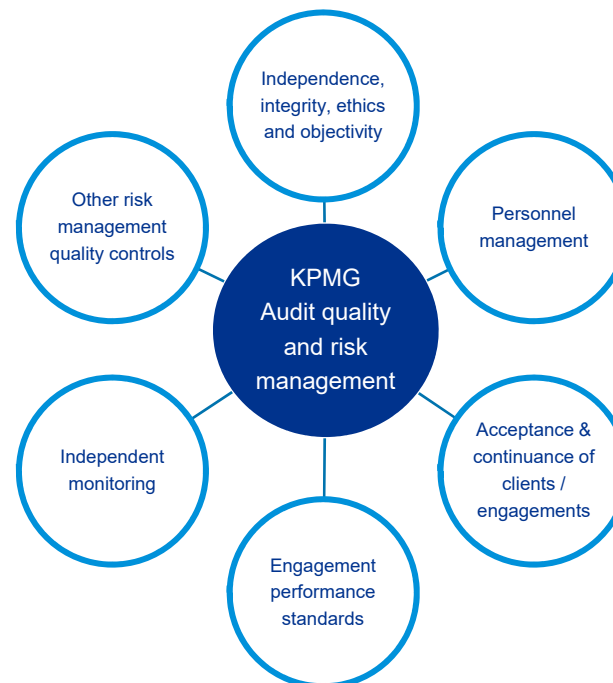 Independence,
integrity, ethics
and objectivity
Other risk
management
quality controls
Personnel
management
KPMG
Audit quality
and risk
management
Independent
monitoring
Acceptance &
continuance of
clients /
engagements
Engagement
performance
standards